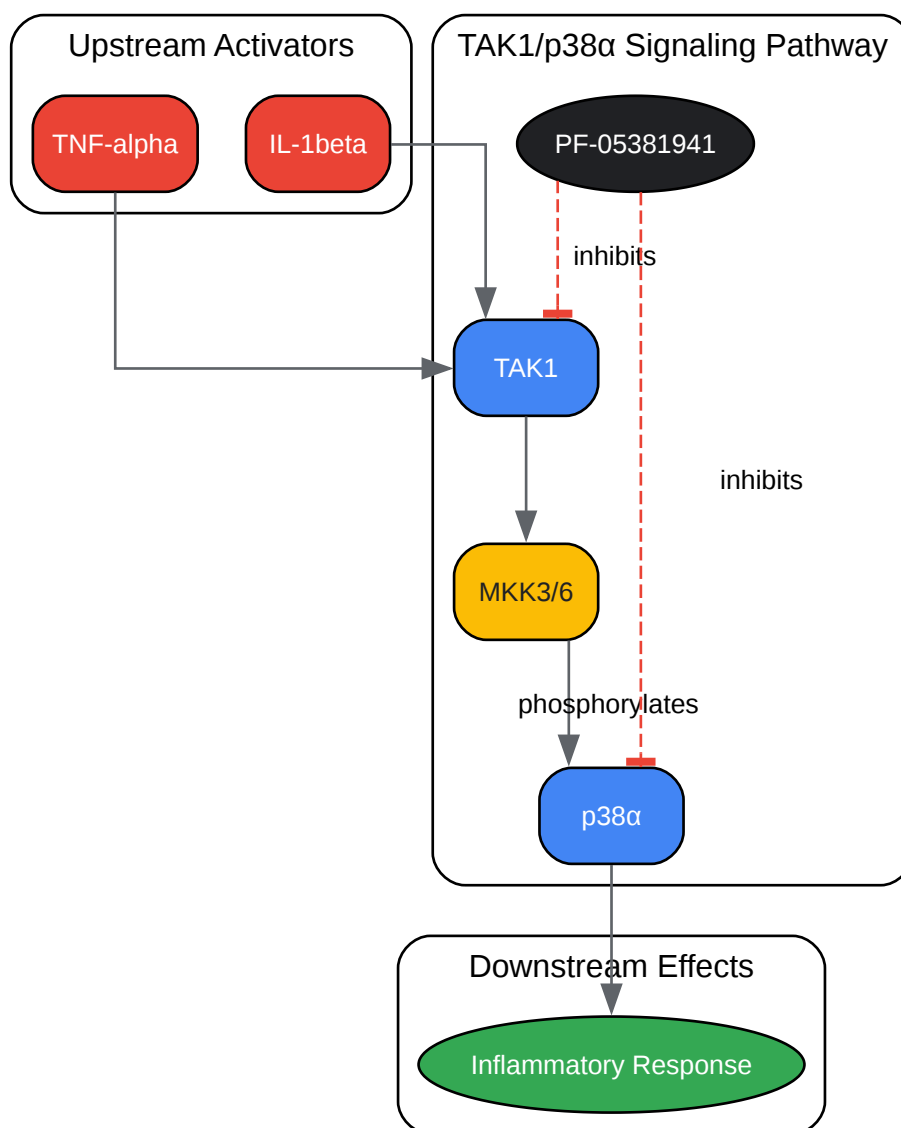 Upstream Activators
TAK1/p38α Signaling Pathway
TNF-alpha
IL-1beta
PF-05381941
inhibits
TAK1
inhibits
MKK3/6
phosphorylates
p38α
Downstream Effects
Inflammatory Response